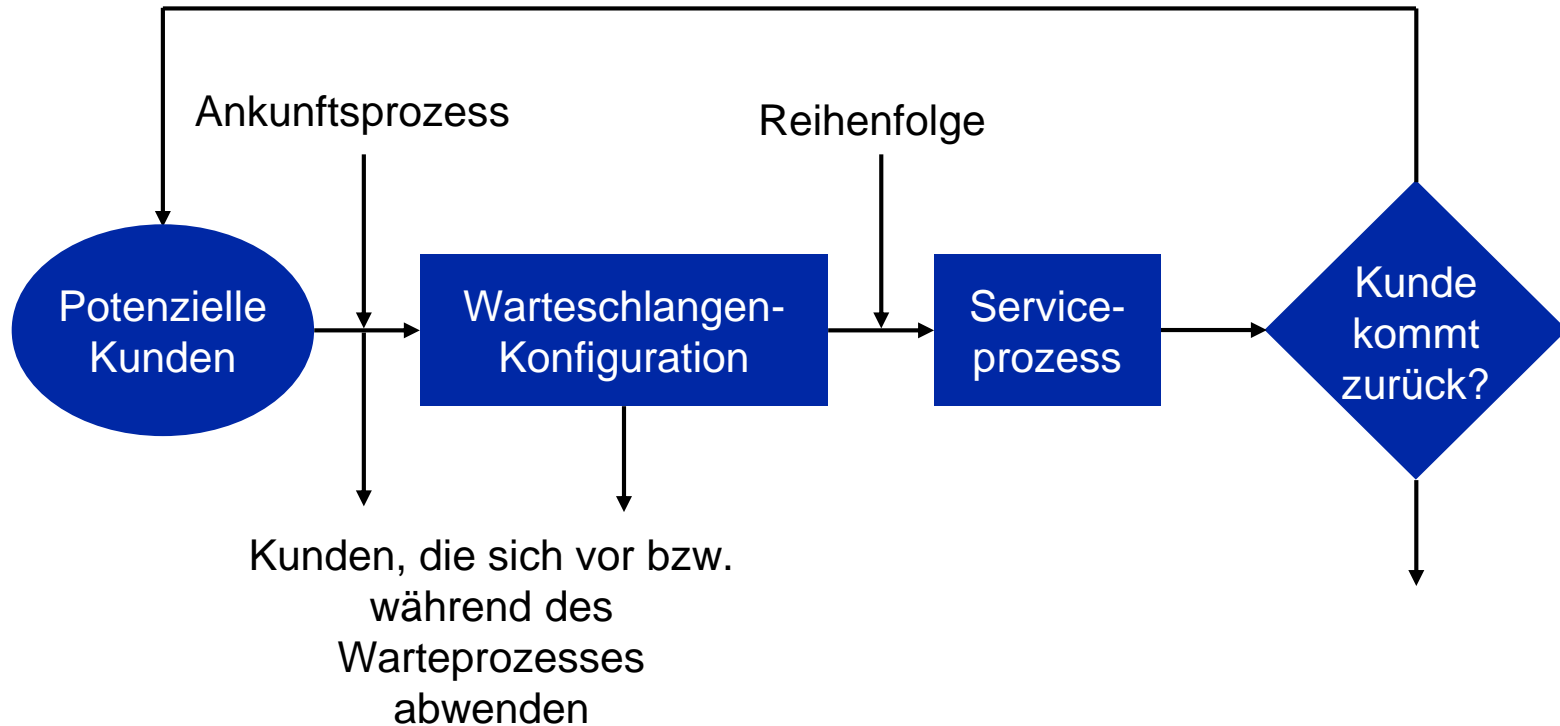 Ankunftsprozess
Reihenfolge
Potenzielle
Kunden
Warteschlangen-
Konfiguration
Service-
prozess
Kunde
kommt
zurück?
Kunden, die sich vor bzw.
während des
Warteprozesses
abwenden